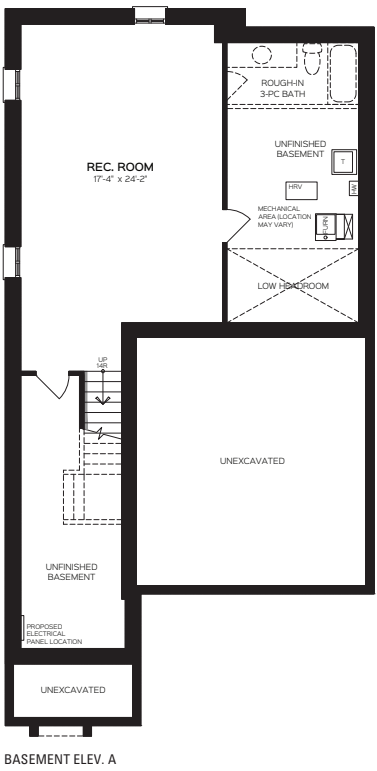 ROUGH-IN
3-PC BATH
UNFINISHED
BASEMENT
T
REC. ROOM
17'-4" x 24'-2"
HRV
HW
MECHANICAL
AREA (LOCATION
MAY VARY)
FURN
LOW HEADROOM
UP
14R
UNEXCAVATED
UNFINISHED
BASEMENT
PROPOSED
ELECTRICAL
PANEL LOCATION
UNEXCAVATED
BASEMENT ELEV. A